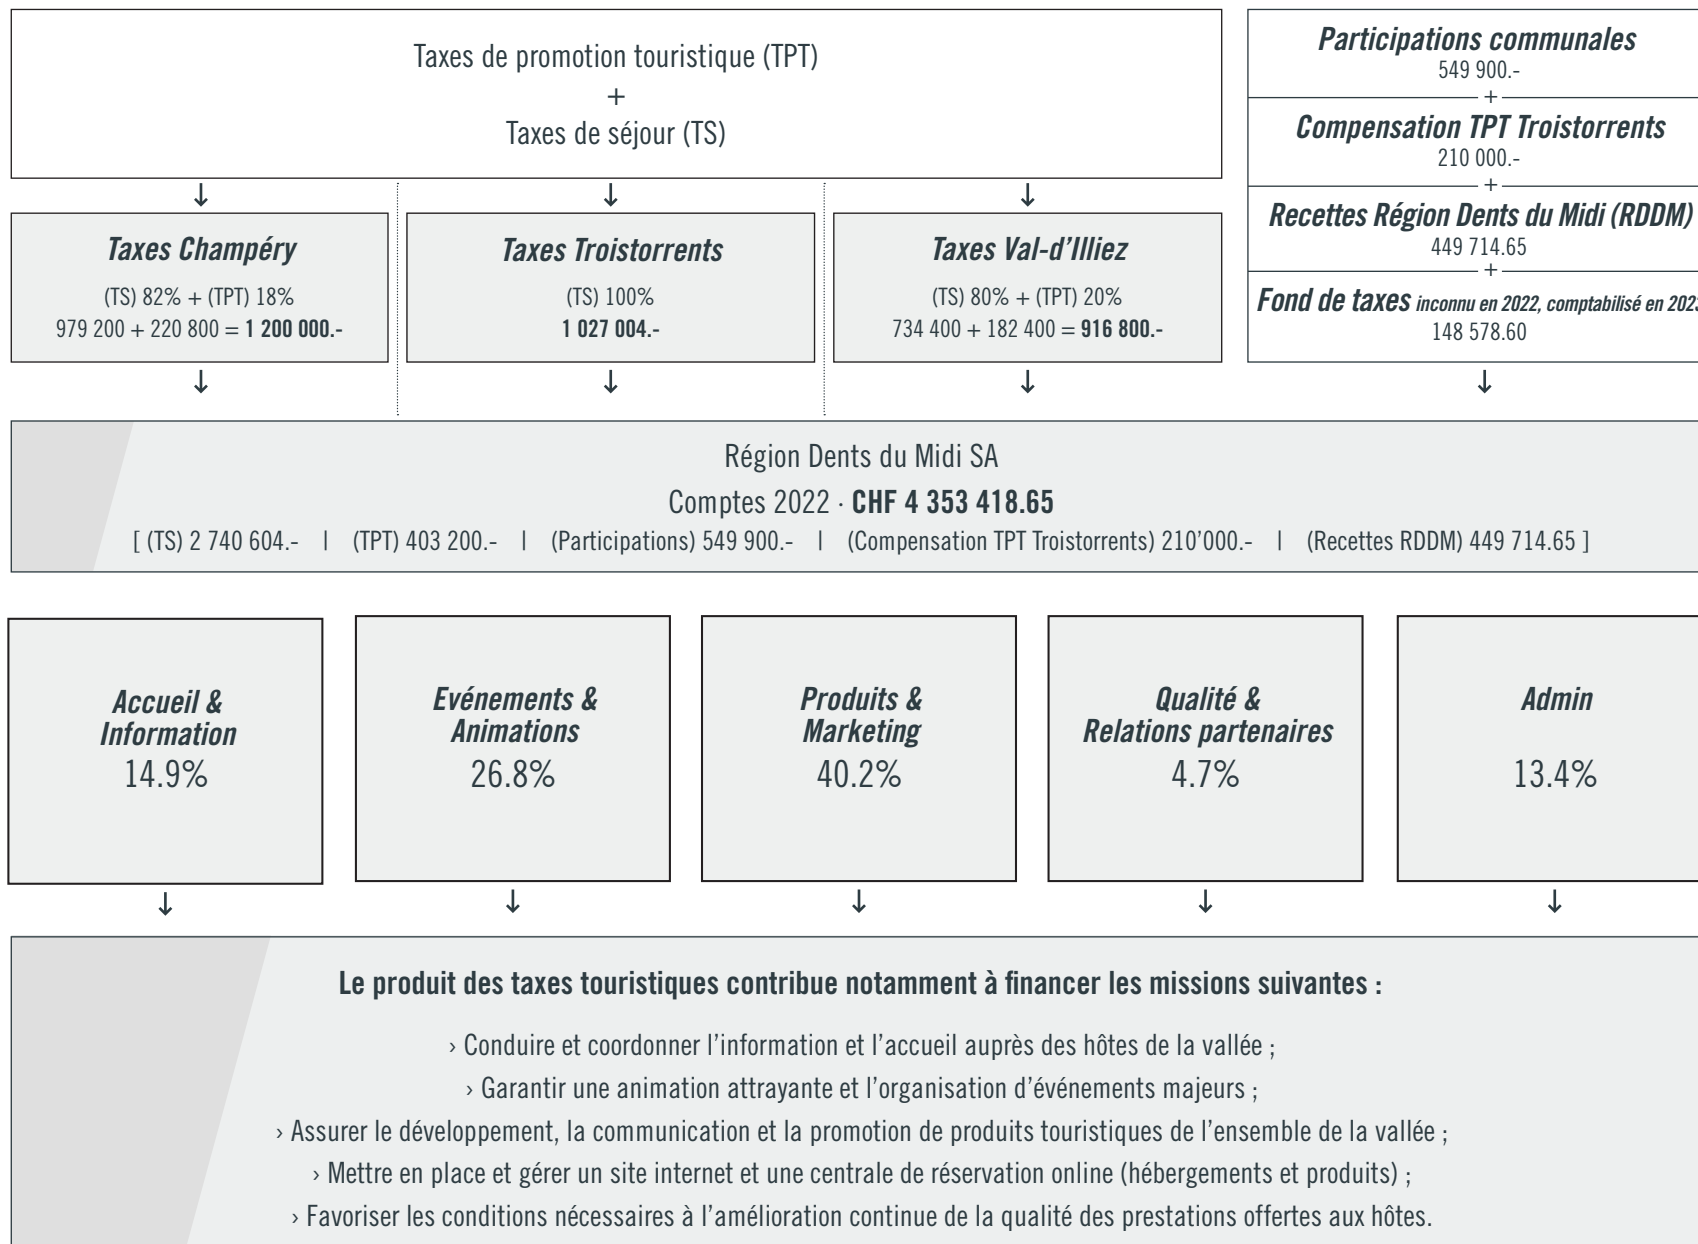 Taxes de promotion touristique (TPT)
+
Taxes de séjour (TS)
Participations communales
549 900.-
+
Compensation TPT Troistorrents
210 000.-
+
Recettes Région Dents du Midi (RDDM)
449 714.65
+
Fond de taxes inconnu en 2022, comptabilisé en 2023
148 578.60
Taxes Champéry
(TS) 82% + (TPT) 18%
979 200 + 220 800 = 1 200 000.-
Taxes Troistorrents
(TS) 100%
1 027 004.-
Taxes Val-d'Illiez
(TS) 80% + (TPT) 20%
734 400 + 182 400 = 916 800.-
Région Dents du Midi SA
Comptes 2022 · CHF 4 353 418.65
[ (TS) 2 740 604.- | (TPT) 403 200.- | (Participations) 549 900.- | (Compensation TPT Troistorrents) 210'000.- | (Recettes RDDM) 449 714.65 ]
Accueil &
Information
14.9%
Evénements &
Animations
26.8%
Produits &
Marketing
40.2%
Qualité &
Relations partenaires
4.7%
Admin
13.4%
Le produit des taxes touristiques contribue notamment à financer les missions suivantes :
› Conduire et coordonner l'information et l'accueil auprès des hôtes de la vallée ;
› Garantir une animation attrayante et l'organisation d'événements majeurs ;
› Assurer le développement, la communication et la promotion de produits touristiques de l'ensemble de la vallée ;
› Mettre en place et gérer un site internet et une centrale de réservation online (hébergements et produits) ;
› Favoriser les conditions nécessaires à l'amélioration continue de la qualité des prestations offertes aux hôtes.